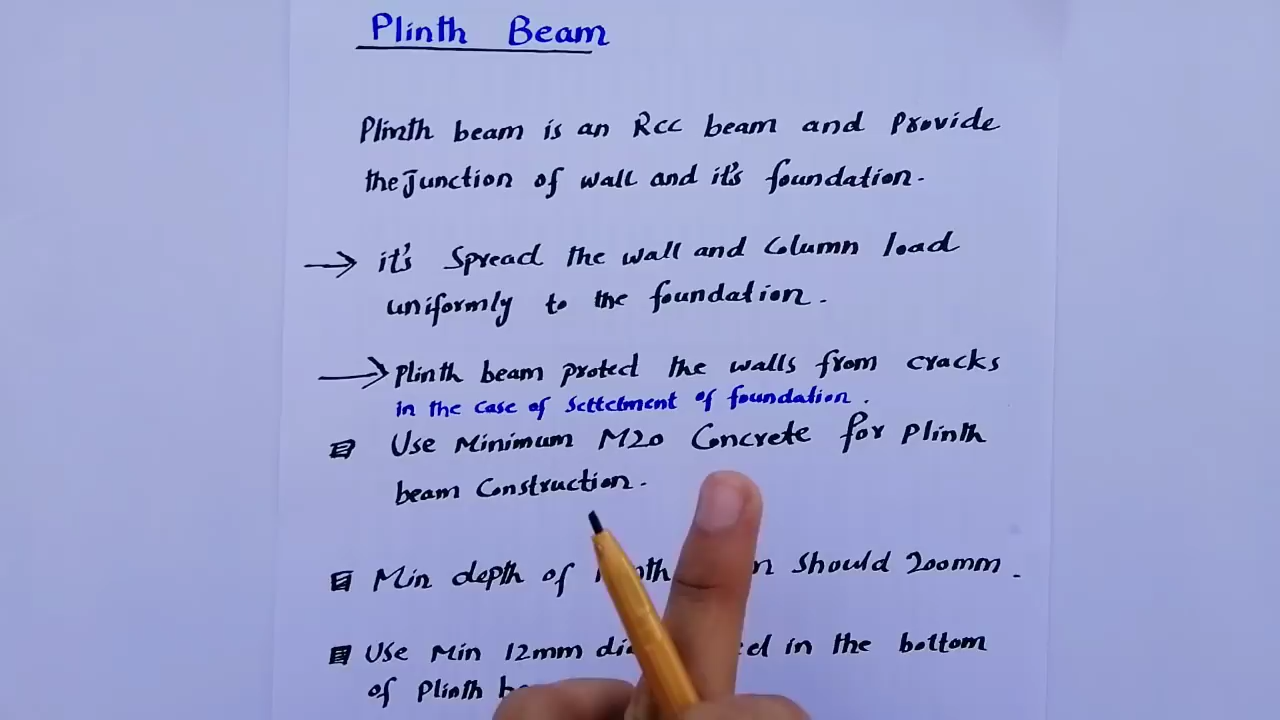 Plinth Beam
Plinth beam is an Rcc beam and Provide
the Junction of wall and it's foundation.
→ it's Spread the wall and Column load
uniformly to the foundation.
→ Plinth beam proted the walls from cracks
in the case of Settelment of foundation.
Use Minimum M20 Concrete for Plinth
beam Construction.
Min depth of should 200mm.
Use Min 12mm in the bottom
of Plinth